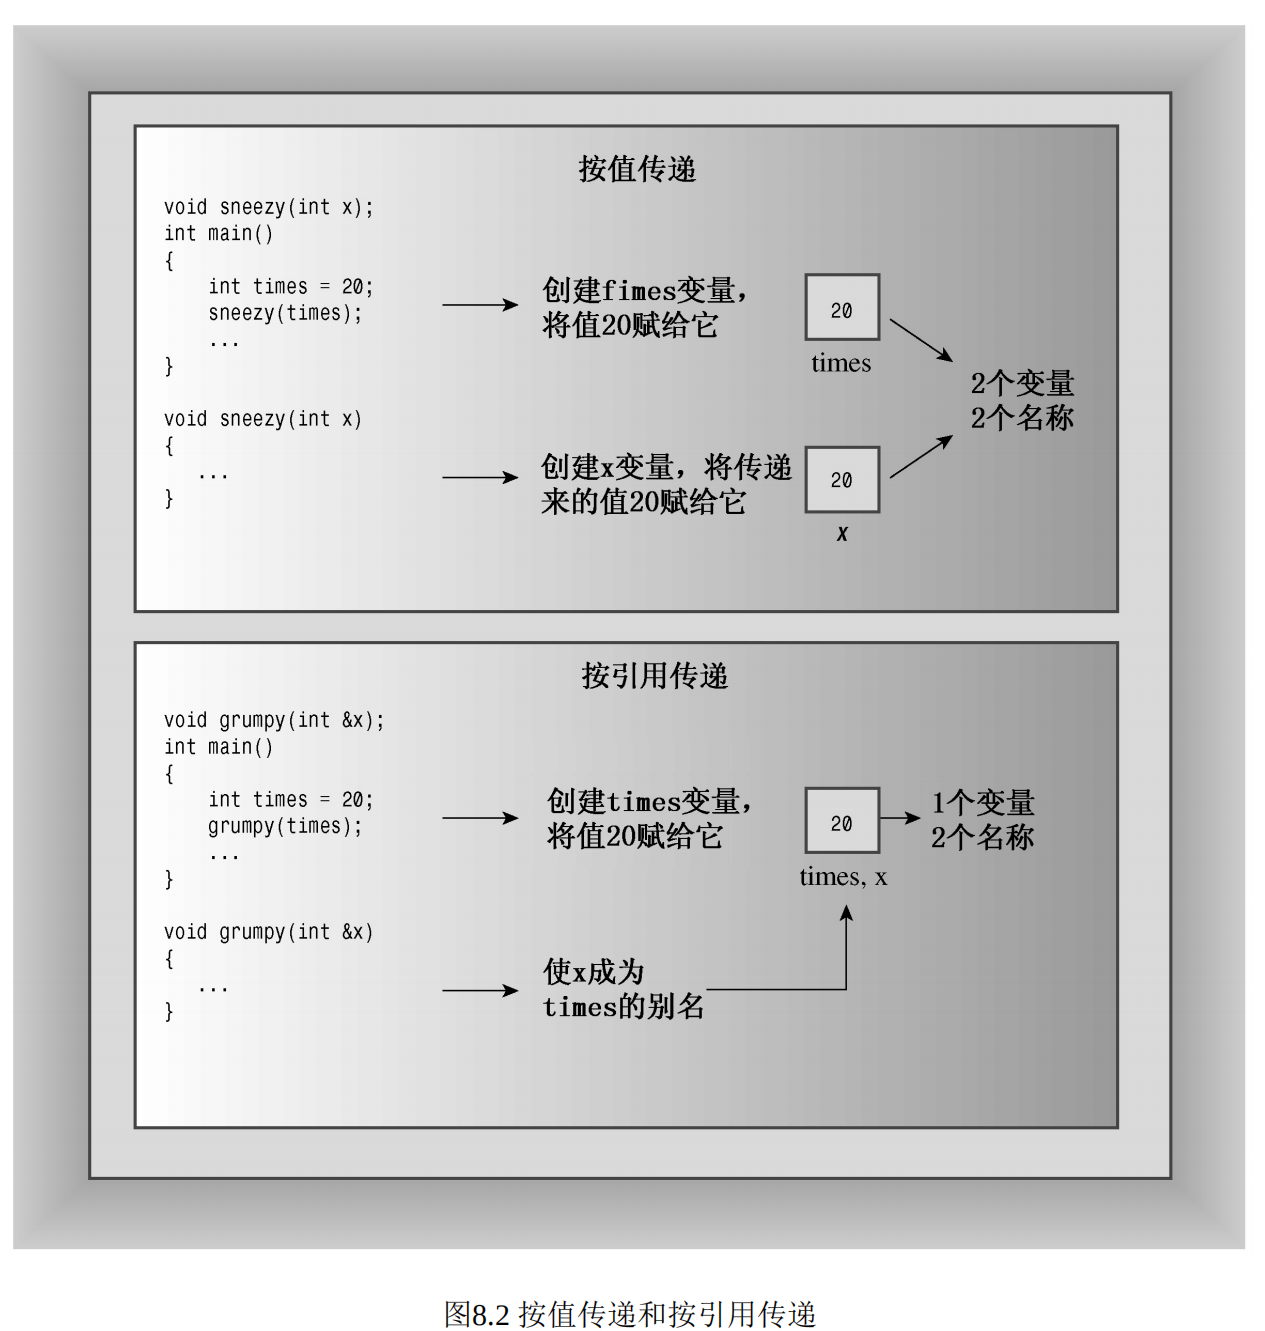 按值传递
void sneezy(int x);
int main()
{
int times = 20;
sneezy(times);
...
}
创建fimes变量，
将值20赋给它
20
times
2个变量
2个名称
void sneezy(int x)
{
...
}
创建x变量，将传递
来的值20赋给它
20
x
按引用传递
void grumpy(int &x);
int main()
{
int times = 20;
grumpy(times);
...
}
创建times变量，
将值20赋给它
20
times, x
1个变量
2个名称
void grumpy(int &x)
{
...
}
使x成为
times的别名
图8.2 按值传递和按引用传递